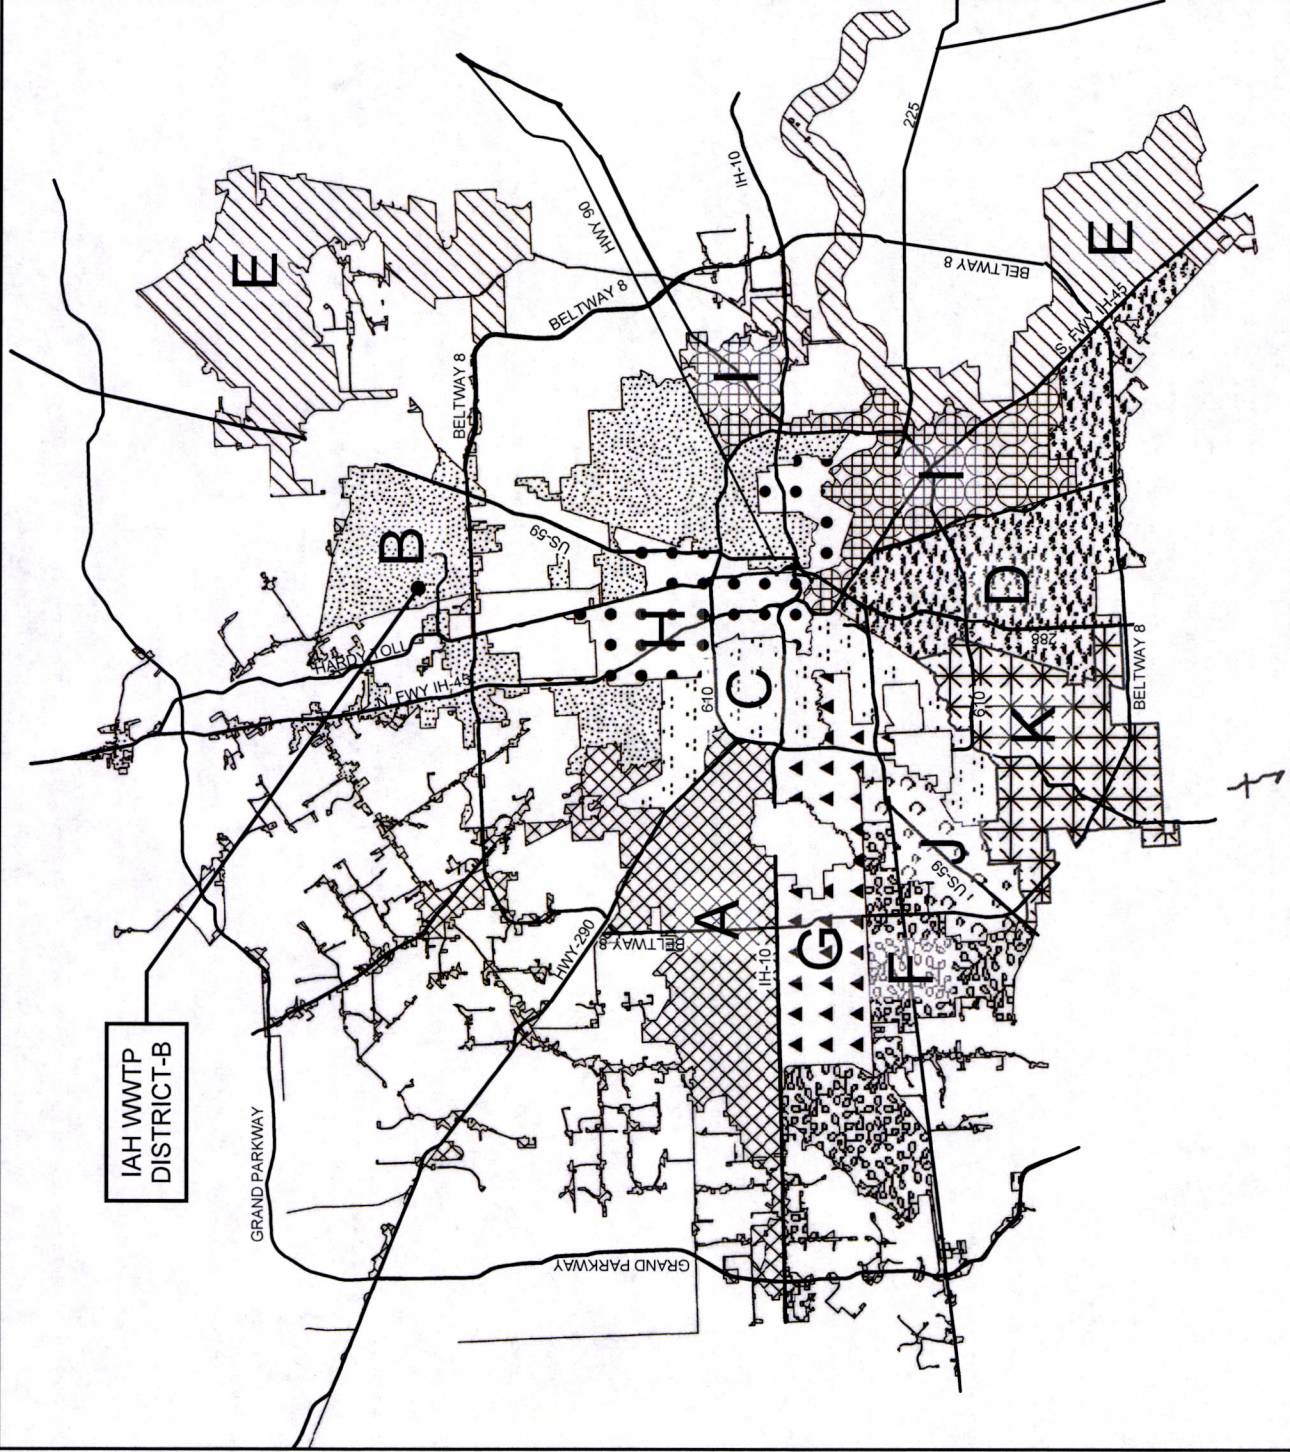 IAH WWTP
DISTRICT-B
GRAND PARKWAY
GRAND PARKWAY
GRAND PARKWAY
HARDY TOLL
N. FWY IH-45
BELTWAY 8
BELTWAY 8
HWY 90
IH-10
225
BELTWAY 8
S. FWY IH-45
US-59
610
HWY-290
BELTWAY-8
IH-10
US-59
610
288
BELTWAY 8
E
B
E
I
I
H
C
D
K
A
G
J
F